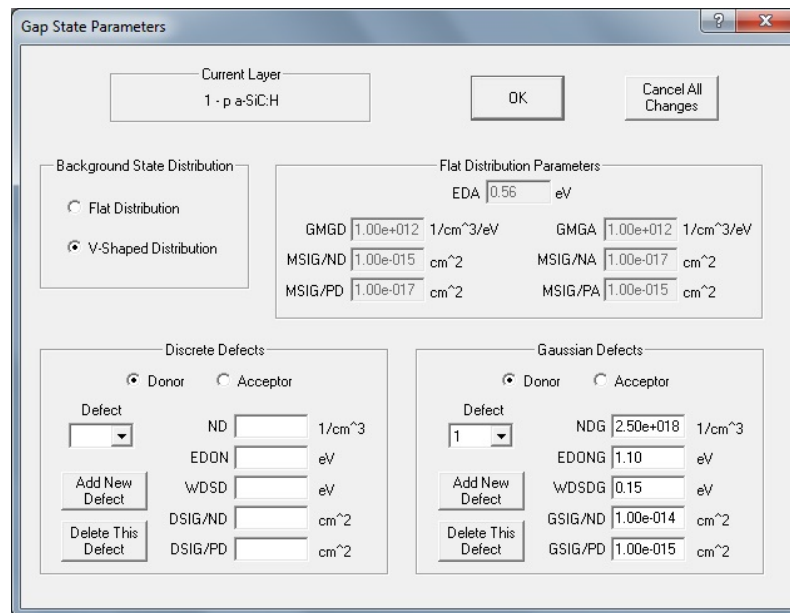 Gap State Parameters
?
Current Layer
1 - p a-SiC:H
OK
Cancel All
Changes
Background State Distribution
Flat Distribution
V-Shaped Distribution
Flat Distribution Parameters
EDA 0.56 eV
GMGD 1.00e+012 1/cm^3/eV GMGA 1.00e+012 1/cm^3/eV
MSIG/ND 1.00e-015 cm^2 MSIG/NA 1.00e-017 cm^2
MSIG/PD 1.00e-017 cm^2 MSIG/PA 1.00e-015 cm^2
Discrete Defects
Donor Acceptor
Defect
ND 1/cm^3
EDON eV
Add New
Defect
WDSD eV
DSIG/ND cm^2
Delete This
Defect
DSIG/PD cm^2
Gaussian Defects
Donor Acceptor
Defect
1
NDG 2.50e+018 1/cm^3
EDONG 1.10 eV
Add New
Defect
WDSDG 0.15 eV
GSIG/ND 1.00e-014 cm^2
Delete This
Defect
GSIG/PD 1.00e-015 cm^2